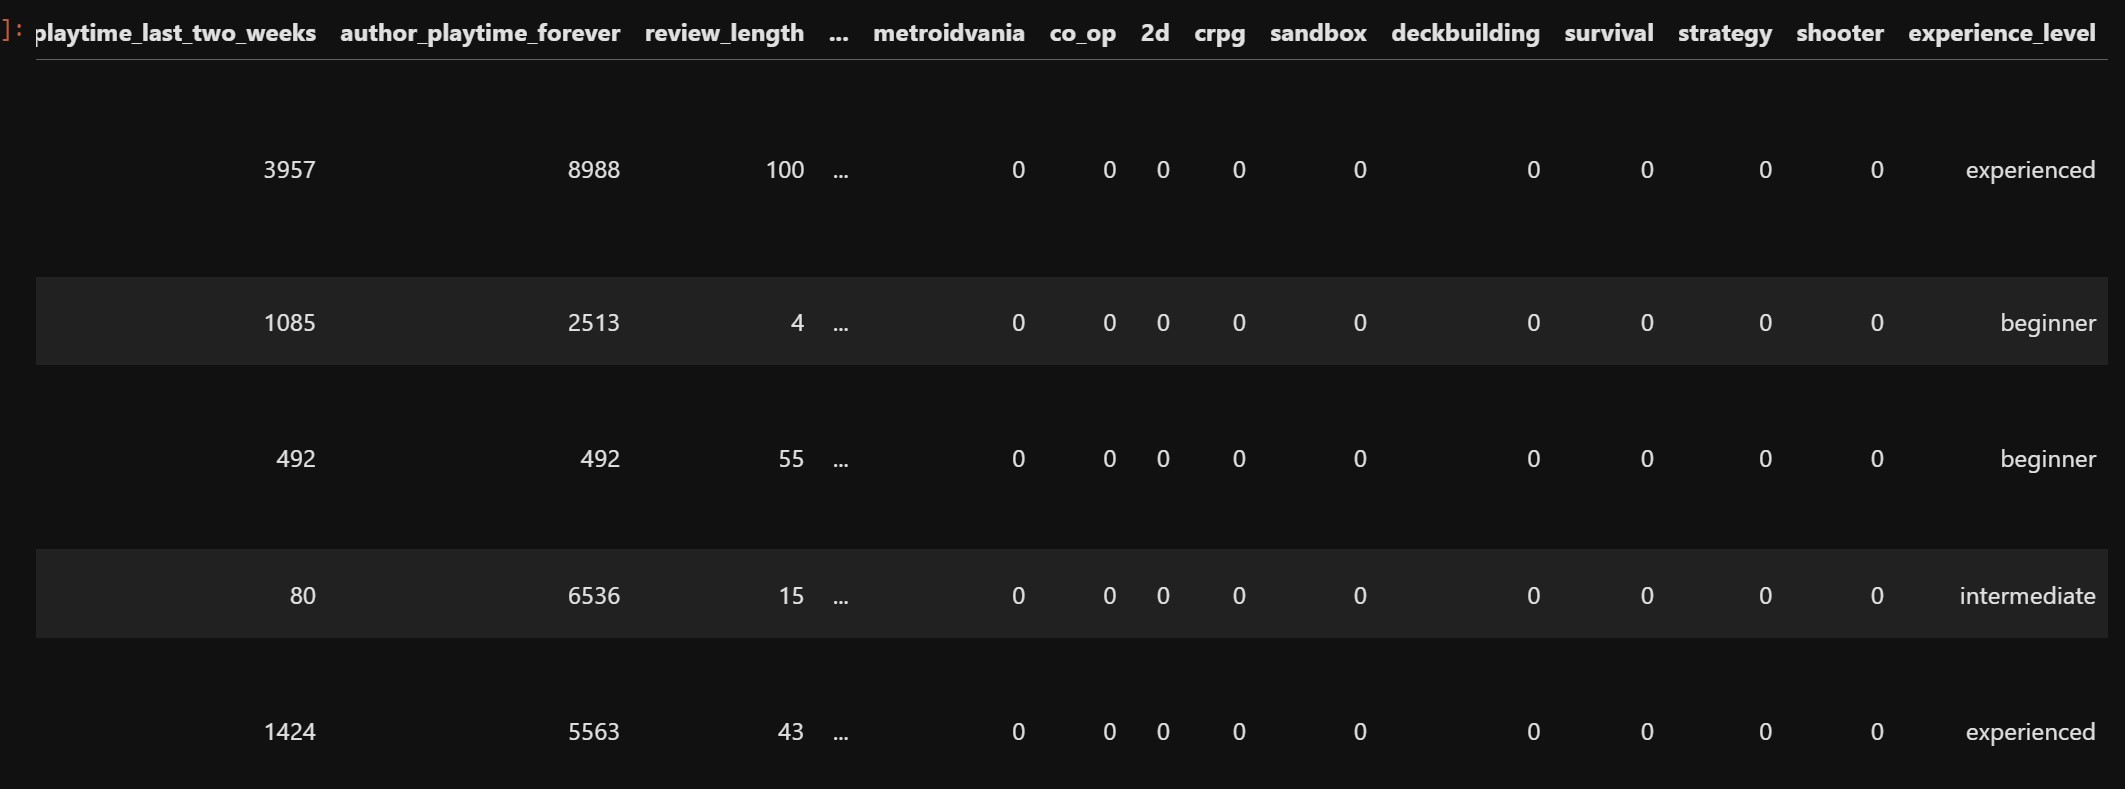 ]: playtime_last_two_weeks author_playtime_forever review_length ... metroidvania co_op 2d crpg sandbox deckbuilding survival strategy shooter experience_level
3957 8988 100 ... 0 0 0 0 0 0 0 0 0 experienced
1085 2513 4 ... 0 0 0 0 0 0 0 0 0 beginner
492 492 55 ... 0 0 0 0 0 0 0 0 0 beginner
80 6536 15 ... 0 0 0 0 0 0 0 0 0 intermediate
1424 5563 43 ... 0 0 0 0 0 0 0 0 0 experienced